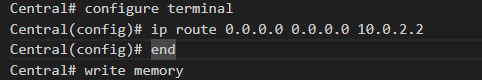 Central# configure terminal
Central(config)# ip route 0.0.0.0 0.0.0.0 10.0.2.2
Central(config)# end
Central# write memory